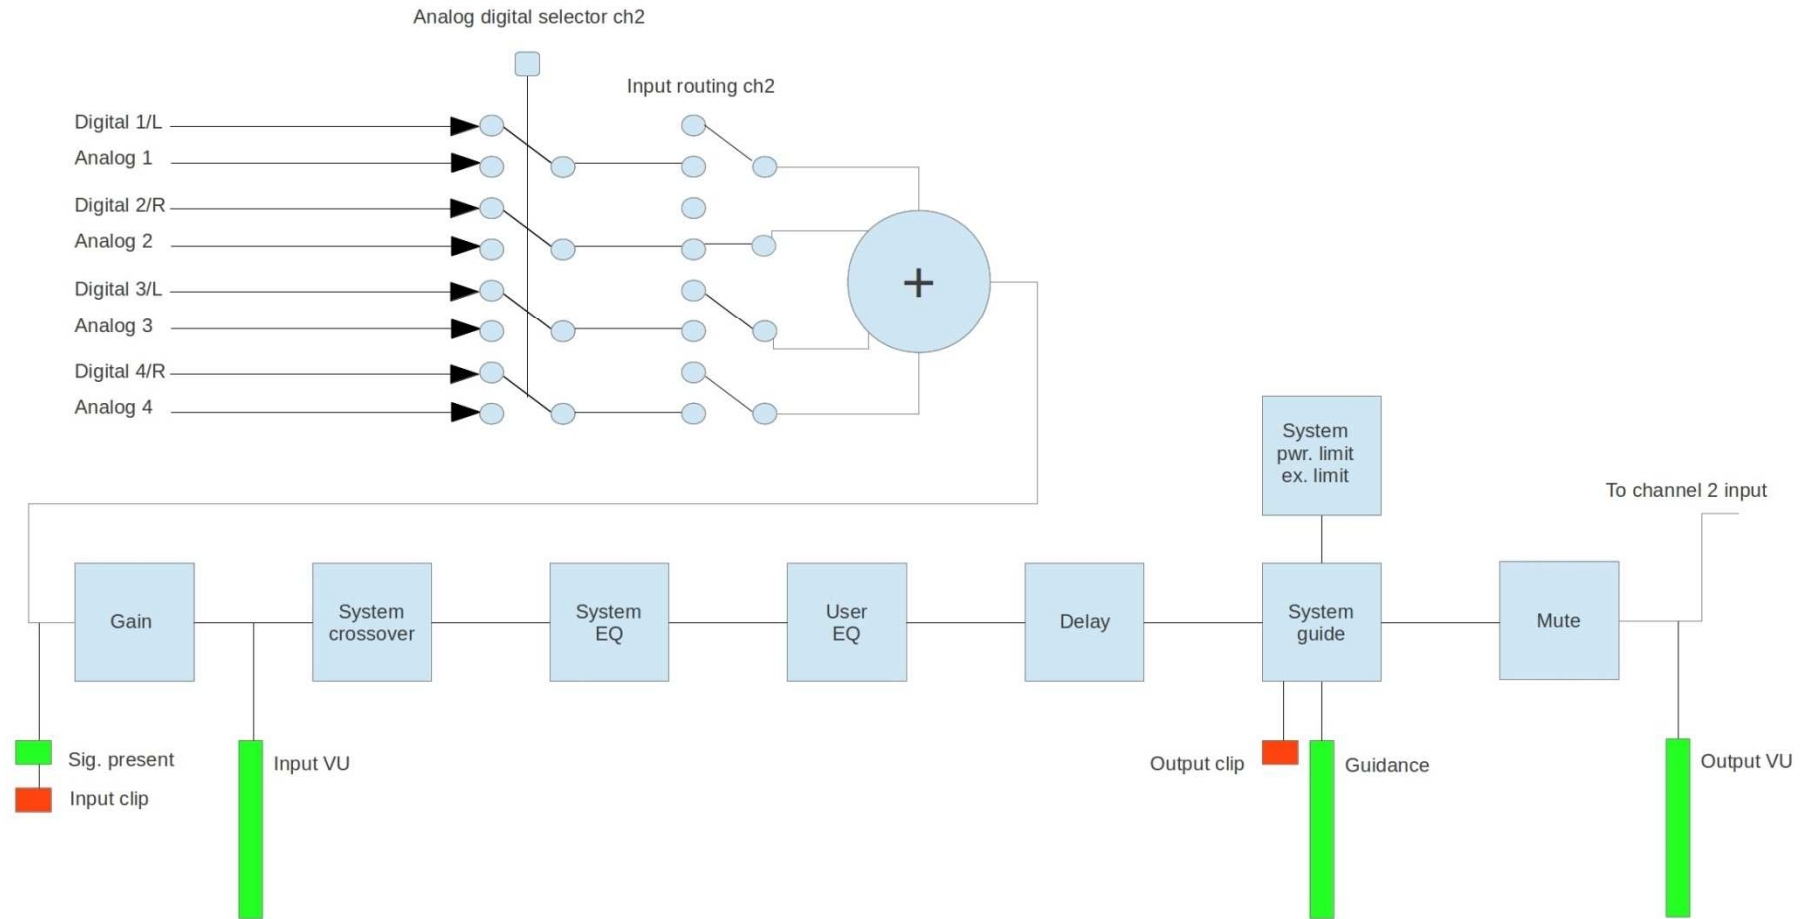 Analog digital selector ch2
Input routing ch2
Digital 1/L
Analog 1
Digital 2/R
Analog 2
Digital 3/L
Analog 3
Digital 4/R
Analog 4
+
System
pwr. limit
ex. limit
To channel 2 input
Gain
System
crossover
System
EQ
User
EQ
Delay
System
guide
Mute
Sig. present
Input clip
Input VU
Output clip
Guidance
Output VU